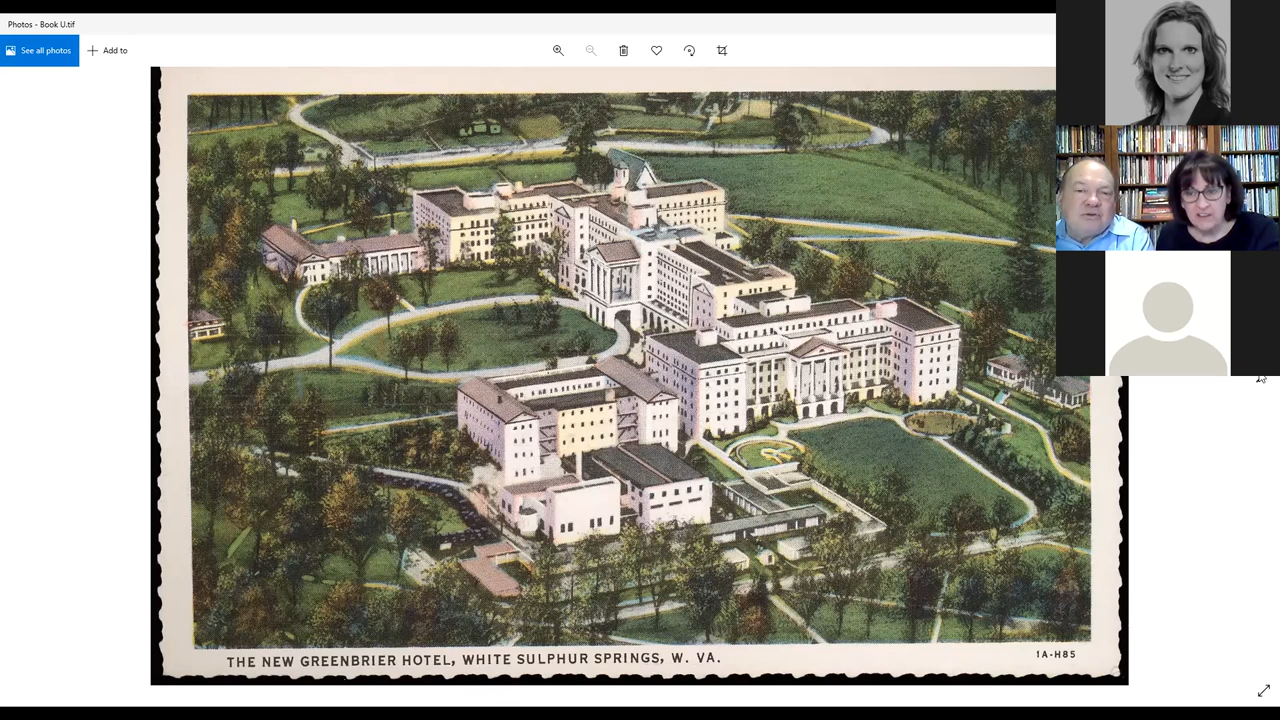 Photos - Book U.tif
See all photos
Add to
THE NEW GREENBRIER HOTEL, WHITE SULPHUR SPRINGS, W. VA.
1A-H85